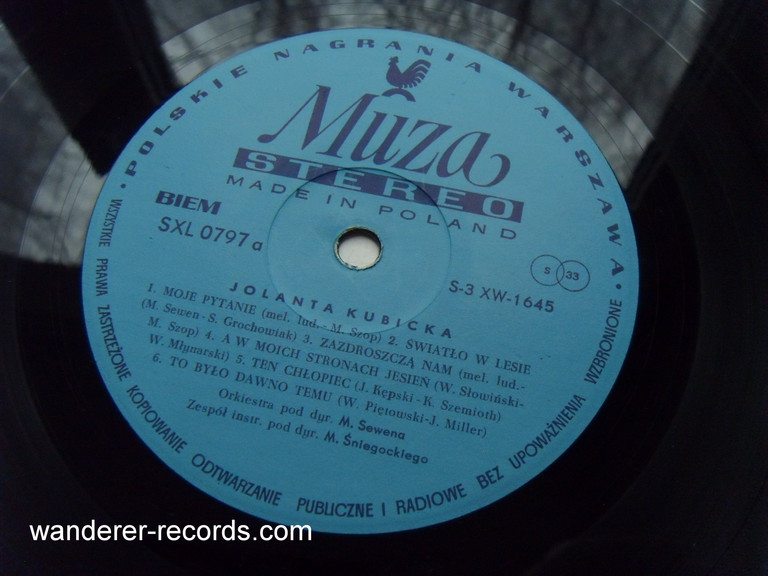 • POLSKIE NAGRANIA WARSZAWA •
Muza
STEREO
MADE IN POLAND
BIEM
SXL 0797 a
S 33
S-3 XW-1645
JOLANTA KUBICKA
1. MOJE PYTANIE (mel. lud.-M. Szop) 2. ŚWIATŁO W LESIE
(M. Sewen-S. Grochowiak) 3. ZAZDROSZCZĄ NAM (mel. lud.-
M. Szop) 4. A W MOICH STRONACH JESIEŃ (W. Słowiński-
W. Młynarski) 5. TEN CHŁOPIEC (J. Kępski-K. Szemioth)
6. TO BYŁO DAWNO TEMU (W. Piętowski-J. Miller)
Orkiestra pod dyr. M. Sewena
Zespół instr. pod dyr. M. Śniegockiego
WSZYSTKIE PRAWA ZASTRZEŻONE KOPIOWANIE ODTWARZANIE PUBLICZNE I RADIOWE BEZ UPOWAŻNIENIA WZBRONIONE
wanderer-records.com